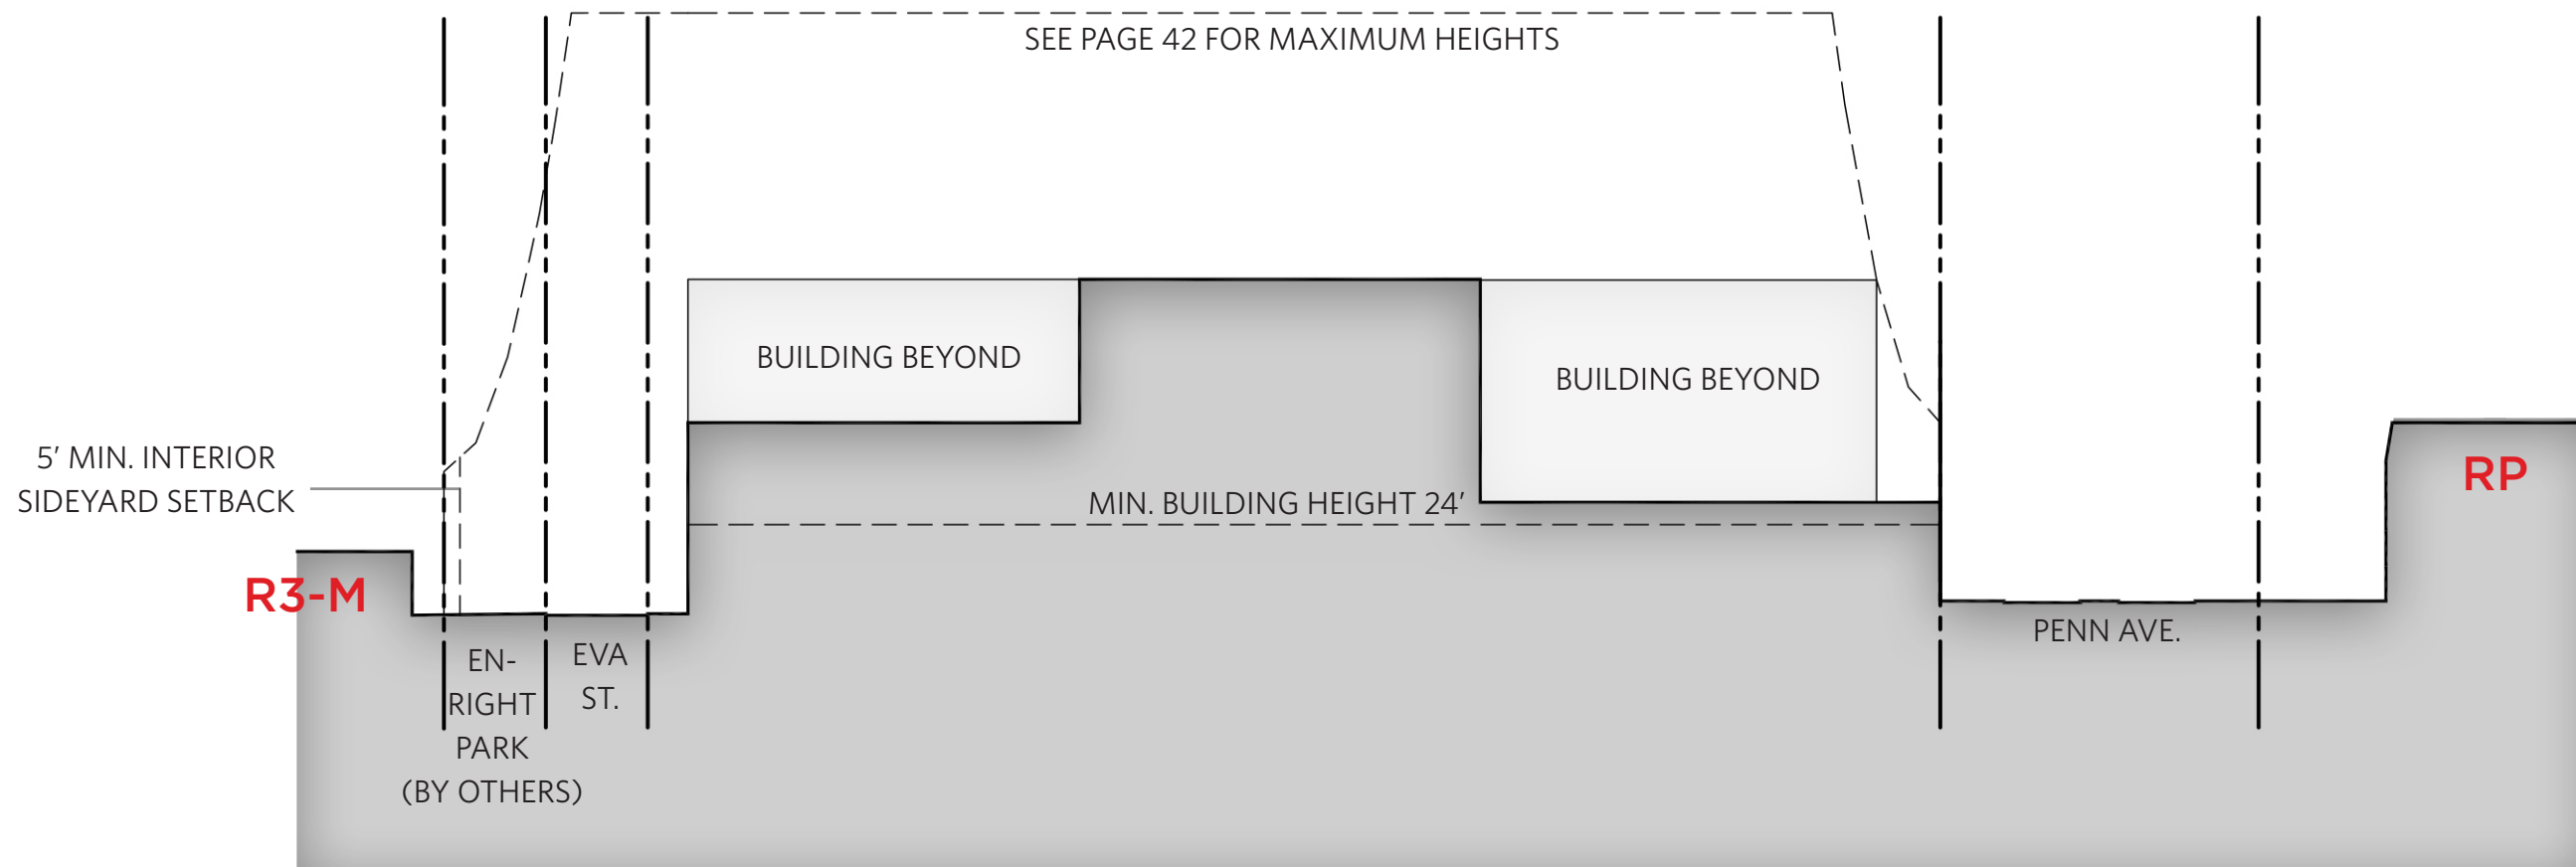 SEE PAGE 42 FOR MAXIMUM HEIGHTS
BUILDING BEYOND
BUILDING BEYOND
5' MIN. INTERIOR
SIDEYARD SETBACK
MIN. BUILDING HEIGHT 24'
RP
R3-M
PENN AVE.
EN-
RIGHT
PARK
(BY OTHERS)
EVA
ST.